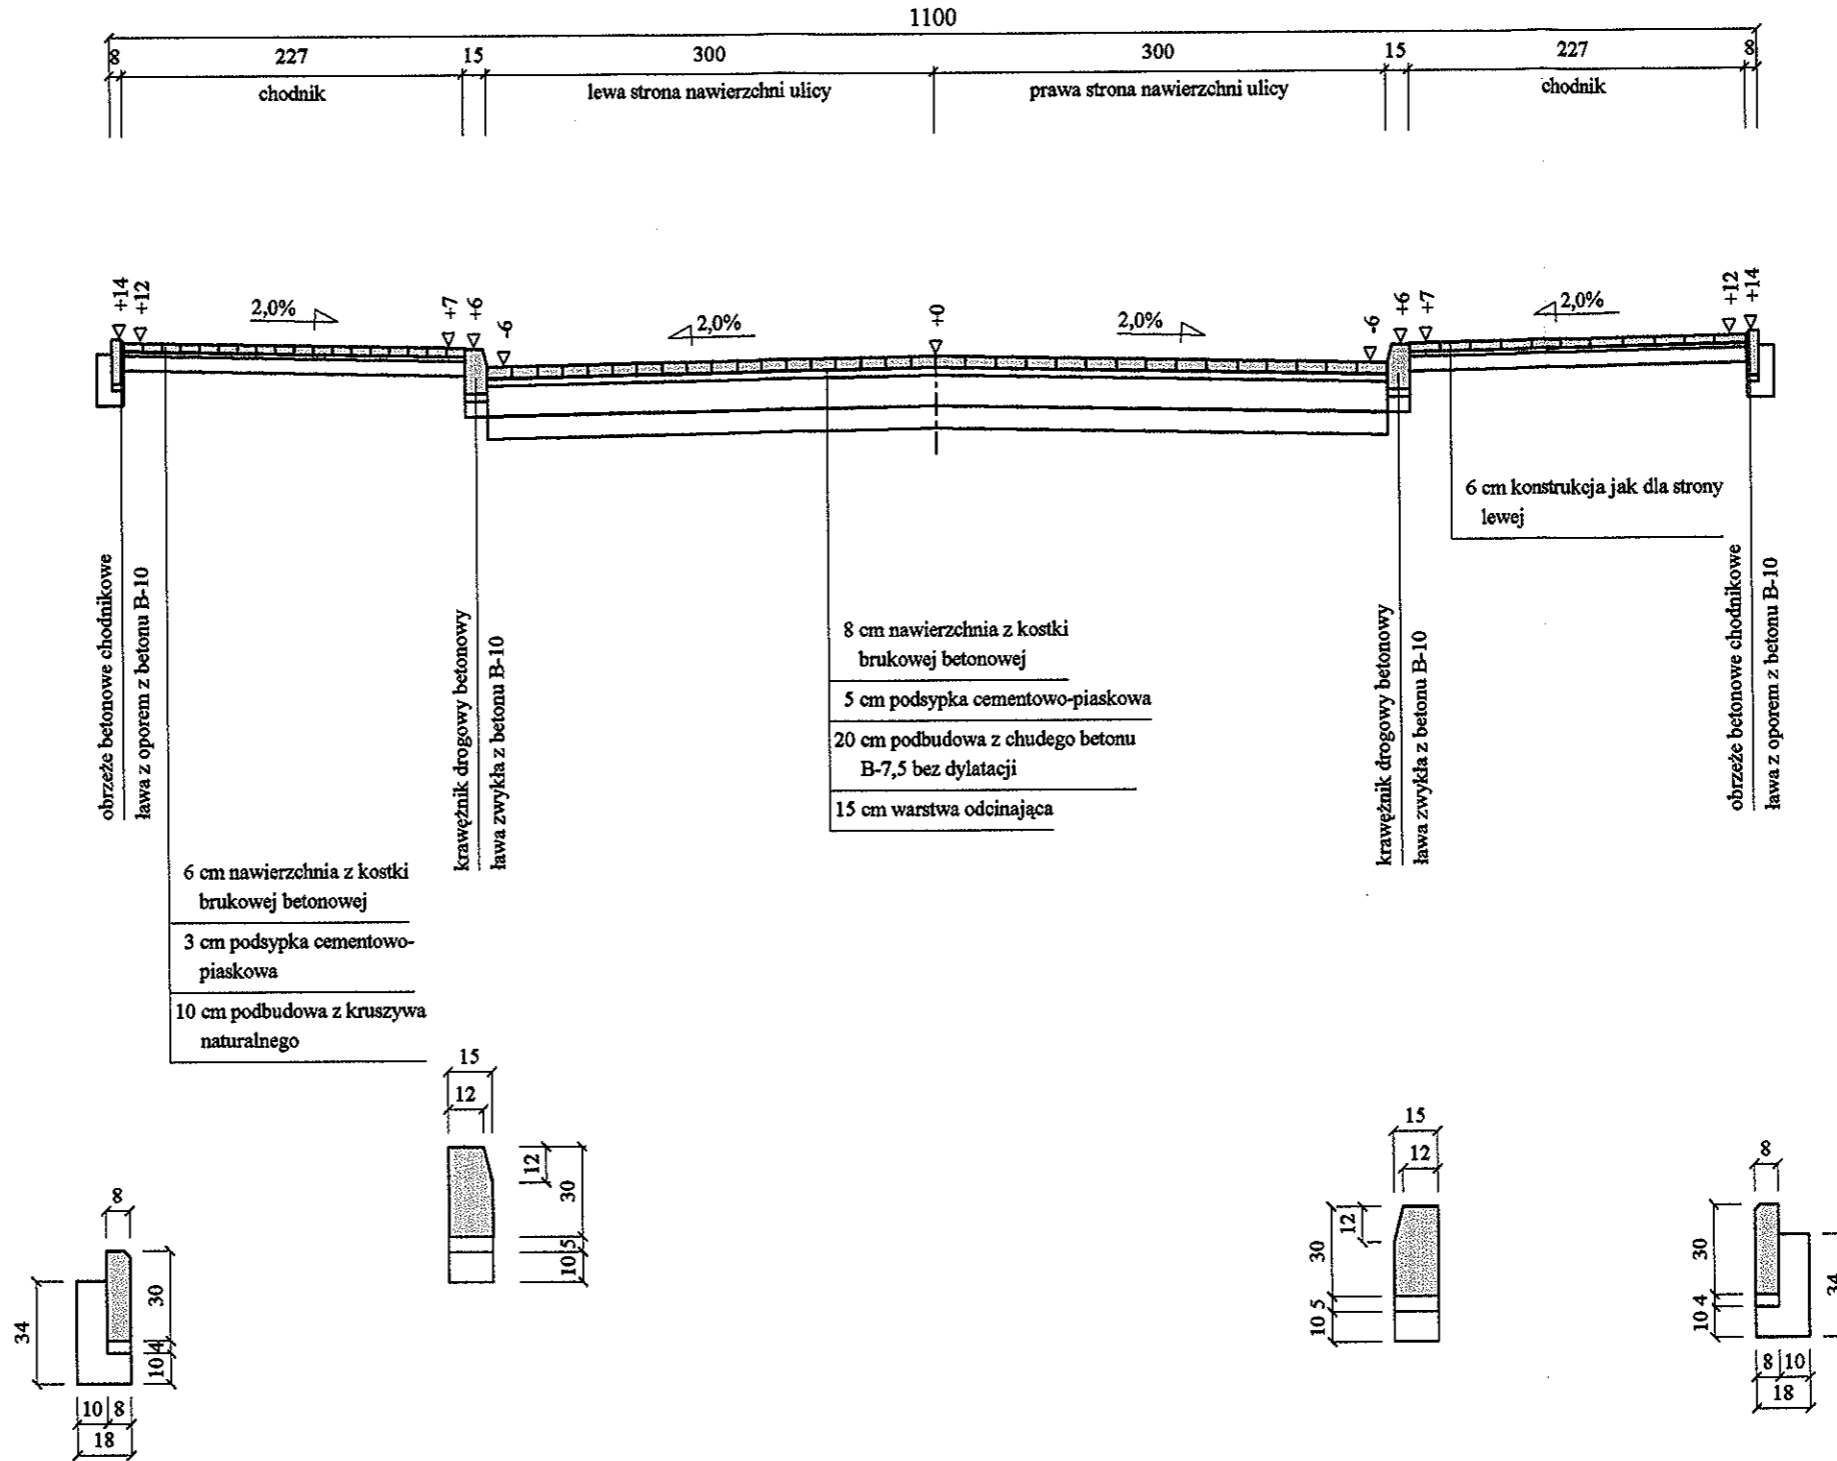 1100
8 227 15 300 300 15 227 8
chodnik lewa strona nawierzchni ulicy prawa strona nawierzchni ulicy chodnik
+14 +12 2,0% +7 +6 -6 2,0% +0 2,0% -6 +6 +7 2,0% +12 +14
6 cm konstrukcja jak dla strony
lewej
obrzeże betonowe chodnikowe
ława z oporem z betonu B-10
krawężnik drogowy betonowy
ława zwykła z betonu B-10
8 cm nawierzchnia z kostki
brukowej betonowej
5 cm podsypka cementowo-piaskowa
20 cm podbudowa z chudego betonu
B-7,5 bez dylatacji
15 cm warstwa odcinająca
krawężnik drogowy betonowy
ława zwykła z betonu B-10
obrzeże betonowe chodnikowe
ława z oporem z betonu B-10
6 cm nawierzchnia z kostki
brukowej betonowej
3 cm podsypka cementowo-
piaskowa
10 cm podbudowa z kruszywa
naturalnego
8
34
30
4
10
10 8
18
15
12
12
30
5
10
15
12
12
30
5
10
8
30
4
10
34
8 10
18